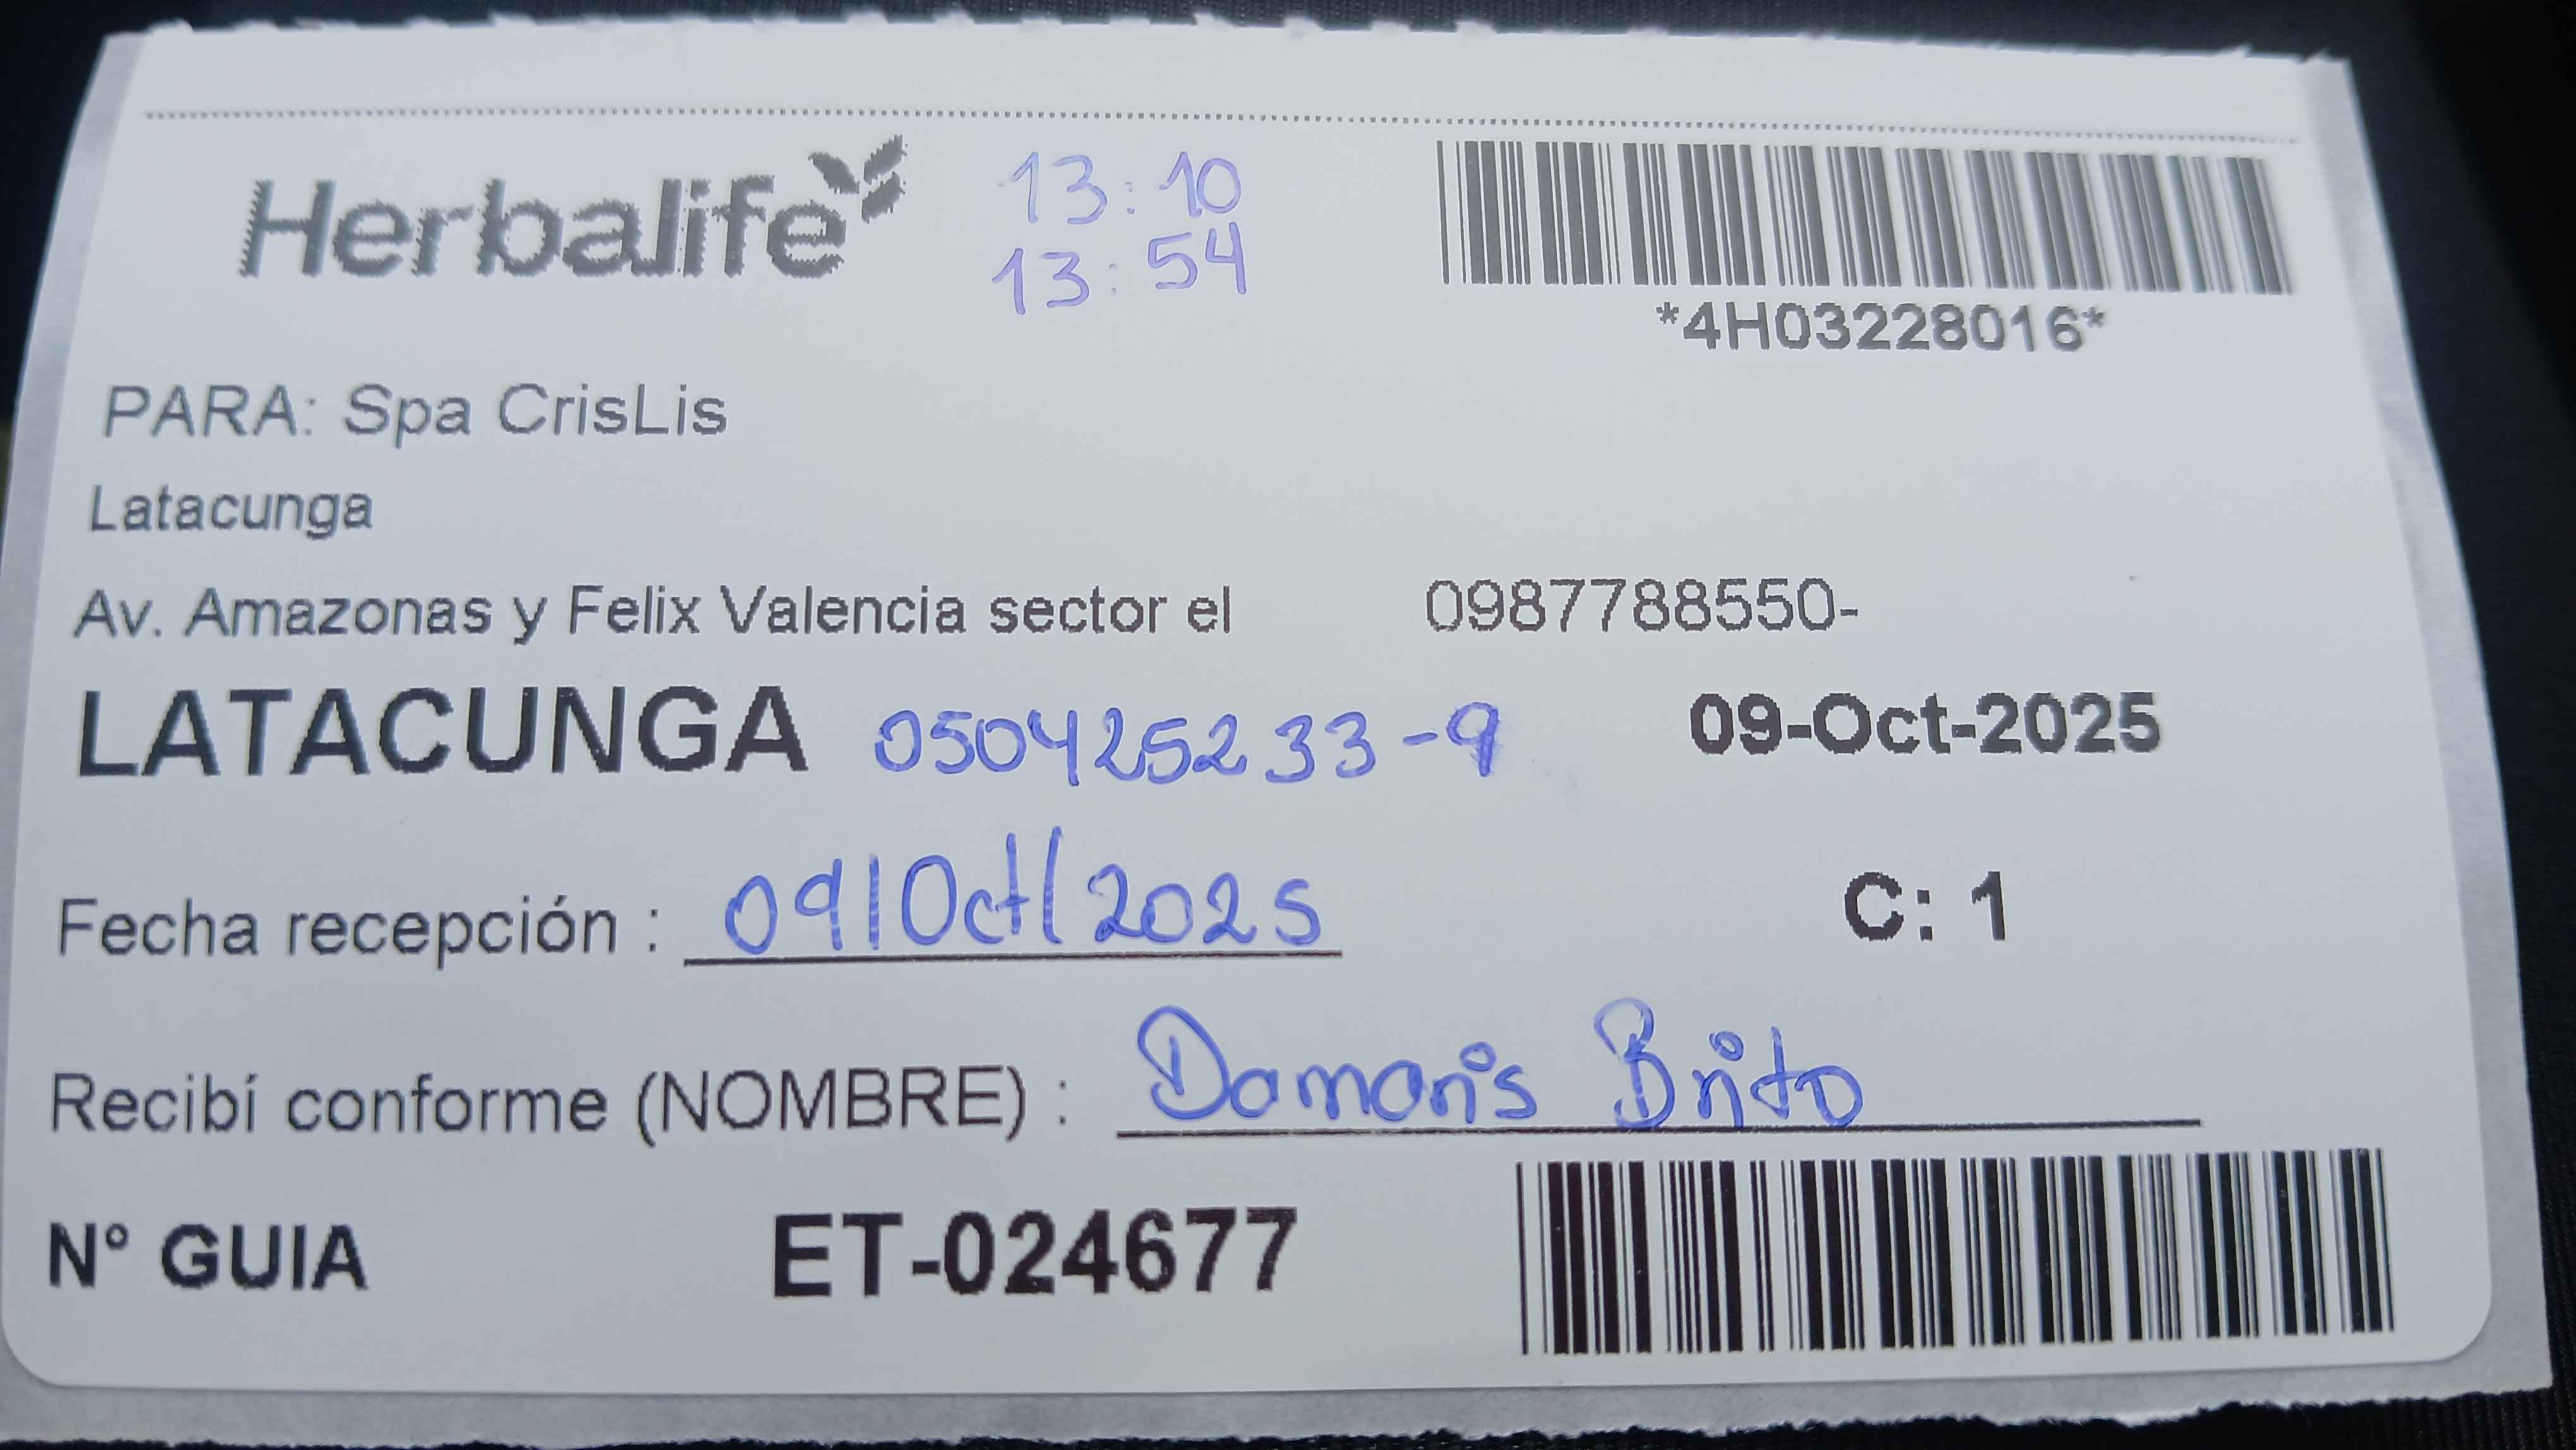 Herbalife
13:10
13:54
*4H03228016*
PARA: Spa CrisLis
Latacunga
Av. Amazonas y Felix Valencia sector el 0987788550-
LATACUNGA 050425233-9 09-Oct-2025
Fecha recepción : 09/Oct/2025 C: 1
Recibí conforme (NOMBRE) : Damaris Brito
N° GUIA ET-024677